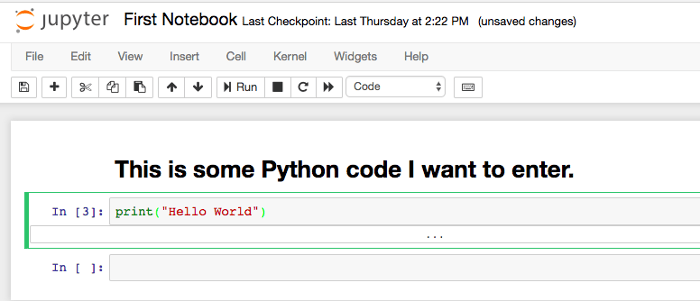 jupyter First Notebook Last Checkpoint: Last Thursday at 2:22 PM (unsaved changes)
File Edit View Insert Cell Kernel Widgets Help
Run Code
This is some Python code I want to enter.
In [3]: print("Hello World")
...
In [ ]: